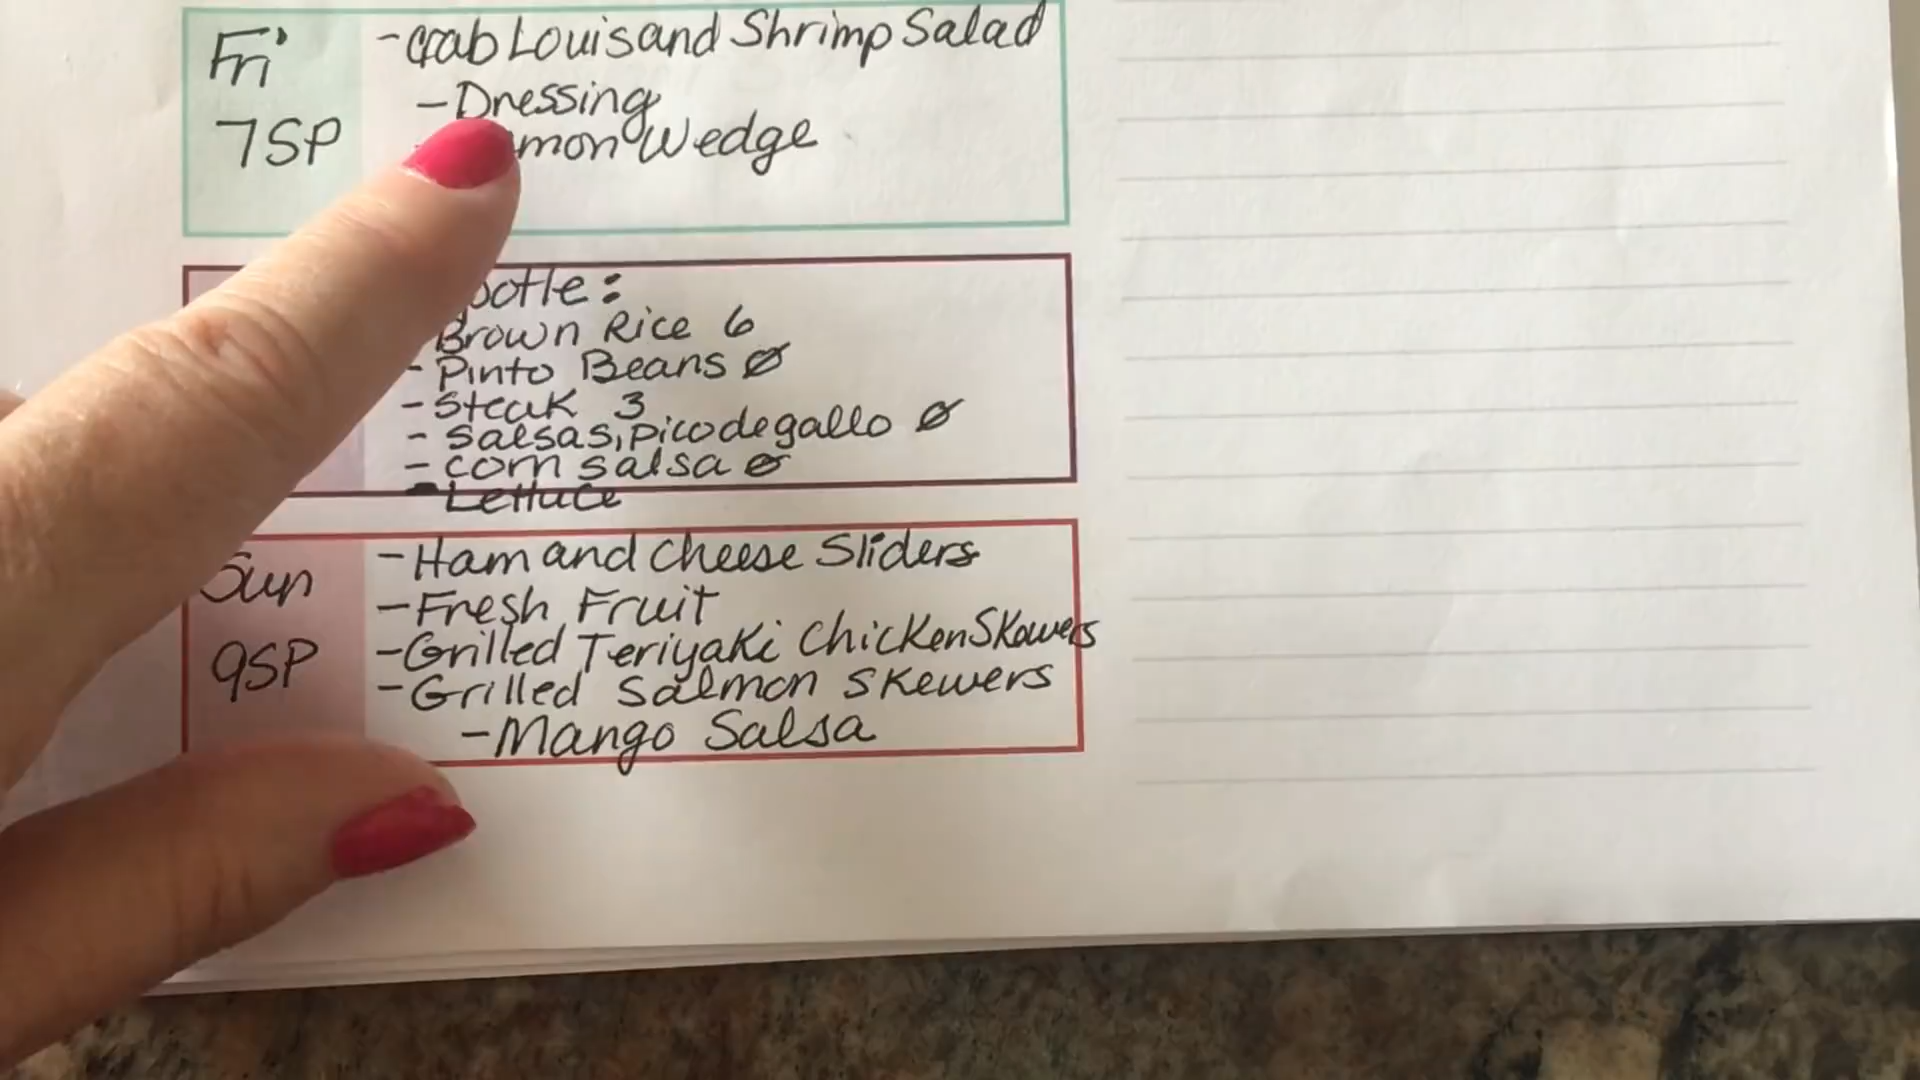 Fri
- Crab Louis and Shrimp Salad
- Dressing
7SP
Wedge
Brown Rice 6
- Pinto Beans Ø
- Steak 3
- Salsas, Pico de gallo Ø
- corn salsa Ø
- Lettuce
Sun
- Ham and Cheese Sliders
- Fresh Fruit
- Grilled Teriyaki Chicken Skewers
9SP
- Grilled Salmon Skewers
- Mango Salsa